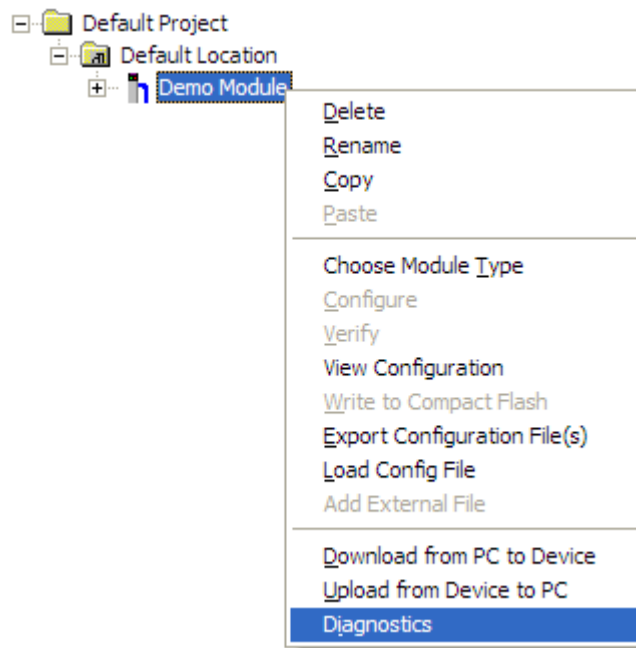 Default Project
Default Location
Demo Module
Delete
Rename
Copy
Paste
Choose Module Type
Configure
Verify
View Configuration
Write to Compact Flash
Export Configuration File(s)
Load Config File
Add External File
Download from PC to Device
Upload from Device to PC
Diagnostics